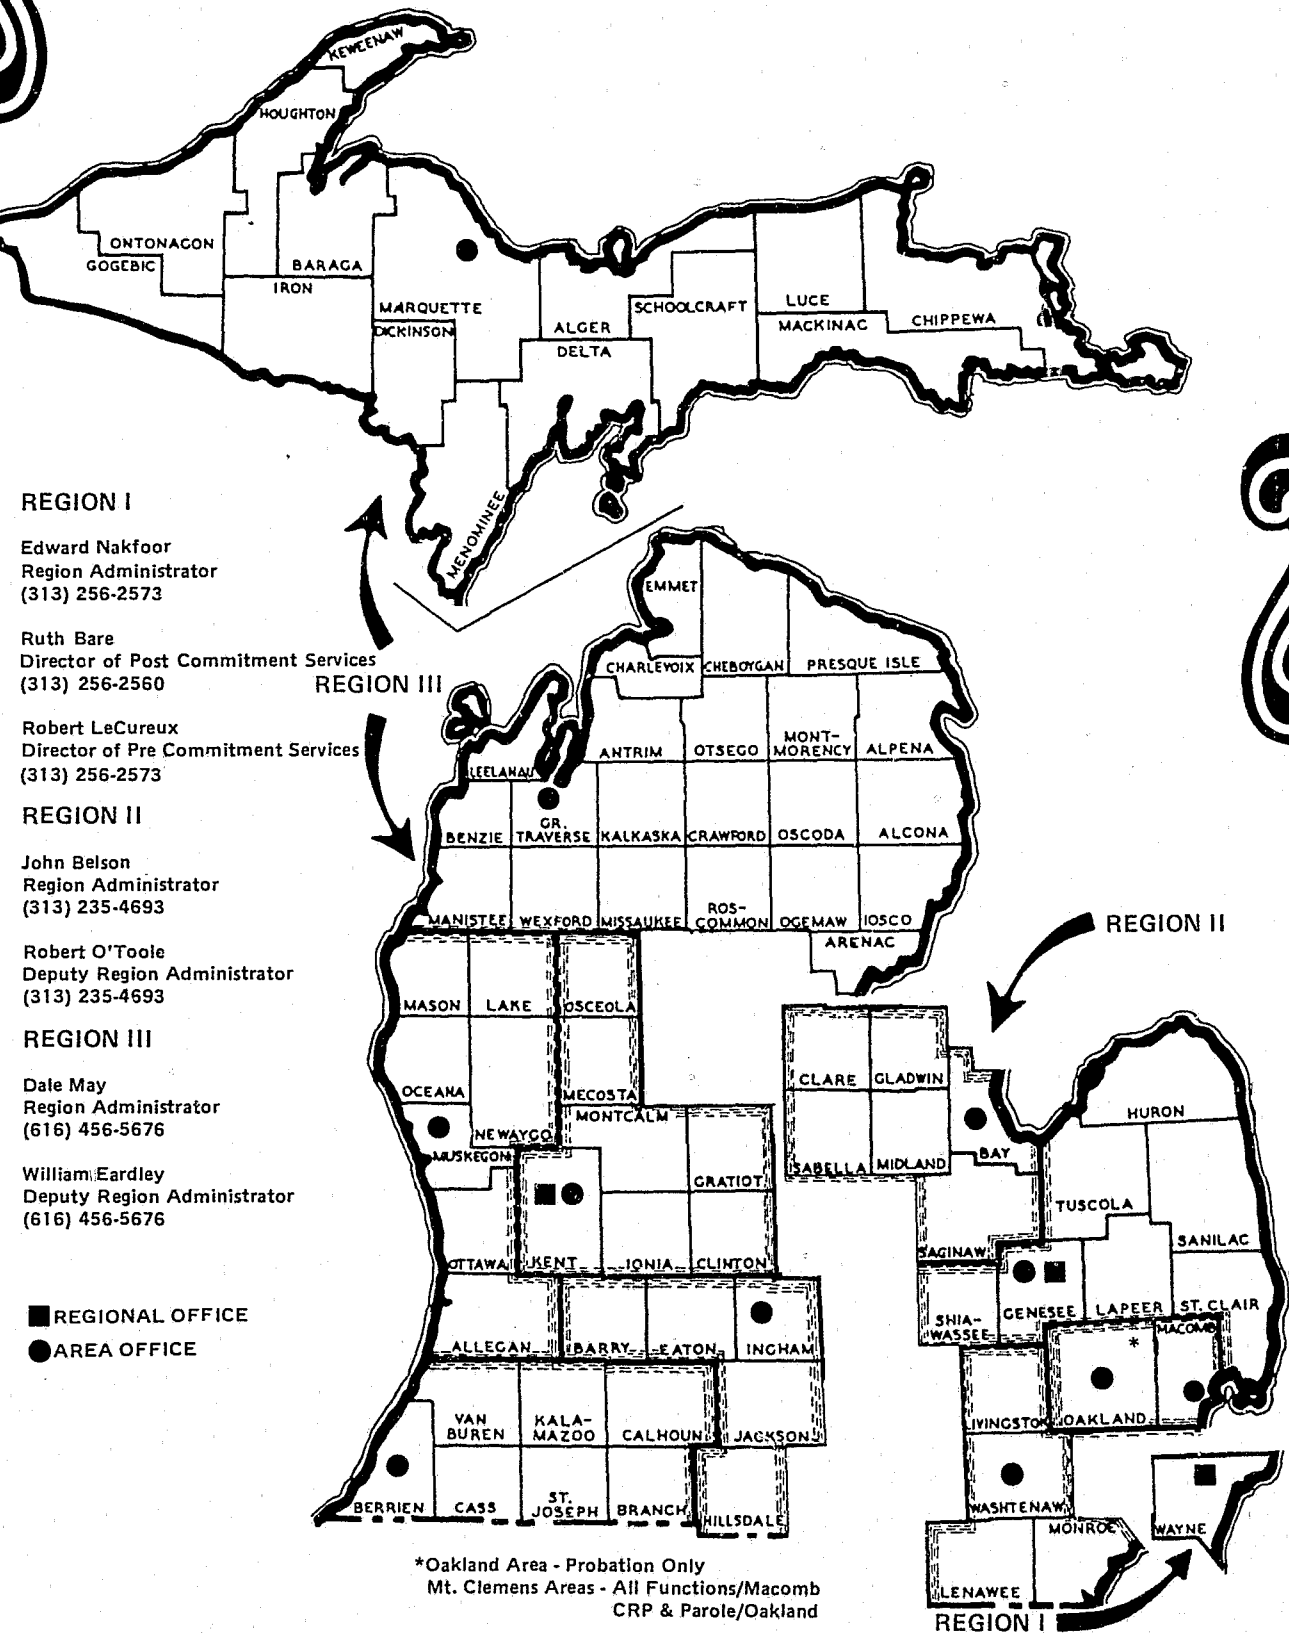 KEWEENAW
HOUGHTON
ONTONAGON
GOGEBIC
BARAGA
IRON
MARQUETTE
DICKINSON
ALGER
DELTA
SCHOOLCRAFT
LUCE
MACKINAC
CHIPPEWA
MENOMINEE
REGION I
Edward Nakfoor
Region Administrator
(313) 256-2573
Ruth Bare
Director of Post Commitment Services
(313) 256-2560
Robert LeCureux
Director of Pre Commitment Services
(313) 256-2573
REGION II
John Belson
Region Administrator
(313) 235-4693
Robert O'Toole
Deputy Region Administrator
(313) 235-4693
REGION III
Dale May
Region Administrator
(616) 456-5676
William Eardley
Deputy Region Administrator
(616) 456-5676
REGIONAL OFFICE
AREA OFFICE
REGION III
EMMET
CHARLEVOIX
CHEBOYGAN
PRESQUE ISLE
LEELANAU
ANTRIM
OTSEGO
MONT-
MORENCY
ALPENA
BENZIE
GR.
TRAVERSE
KALKASKA
CRAWFORD
OSCODA
ALCONA
MANISTEE
WEXFORD
MISSAUKEE
ROS-
COMMON
OGEMAW
IOSCO
ARENAC
REGION II
MASON
LAKE
OSCEOLA
CLARE
GLADWIN
OCEANA
NEWAYGO
MECOSTA
MONTCALM
ISABELLA
MIDLAND
BAY
HURON
MUSKEGON
GRATIOT
TUSCOLA
SANILAC
OTTAWA
KENT
IONIA
CLINTON
SAGINAW
SHIA-
WASSEE
GENESEE
LAPEER
ST. CLAIR
ALLEGAN
BARRY
EATON
INGHAM
*
MACOMB
VAN
BUREN
KALA-
MAZOO
CALHOUN
JACKSON
LIVINGSTON
OAKLAND
BERRIEN
CASS
ST.
JOSEPH
BRANCH
HILLSDALE
WASHTENAW
MONROE
WAYNE
LENAWEE
REGION I
*Oakland Area - Probation Only
Mt. Clemens Areas - All Functions/Macomb
CRP & Parole/Oakland